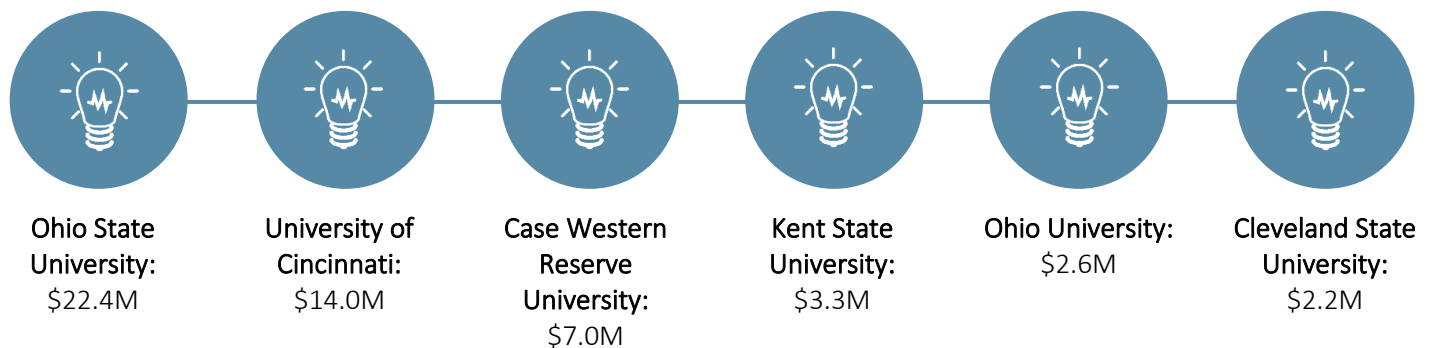 Ohio State
University:
$22.4M
University of
Cincinnati:
$14.0M
Case Western
Reserve
University:
$7.0M
Kent State
University:
$3.3M
Ohio University:
$2.6M
Cleveland State
University:
$2.2M